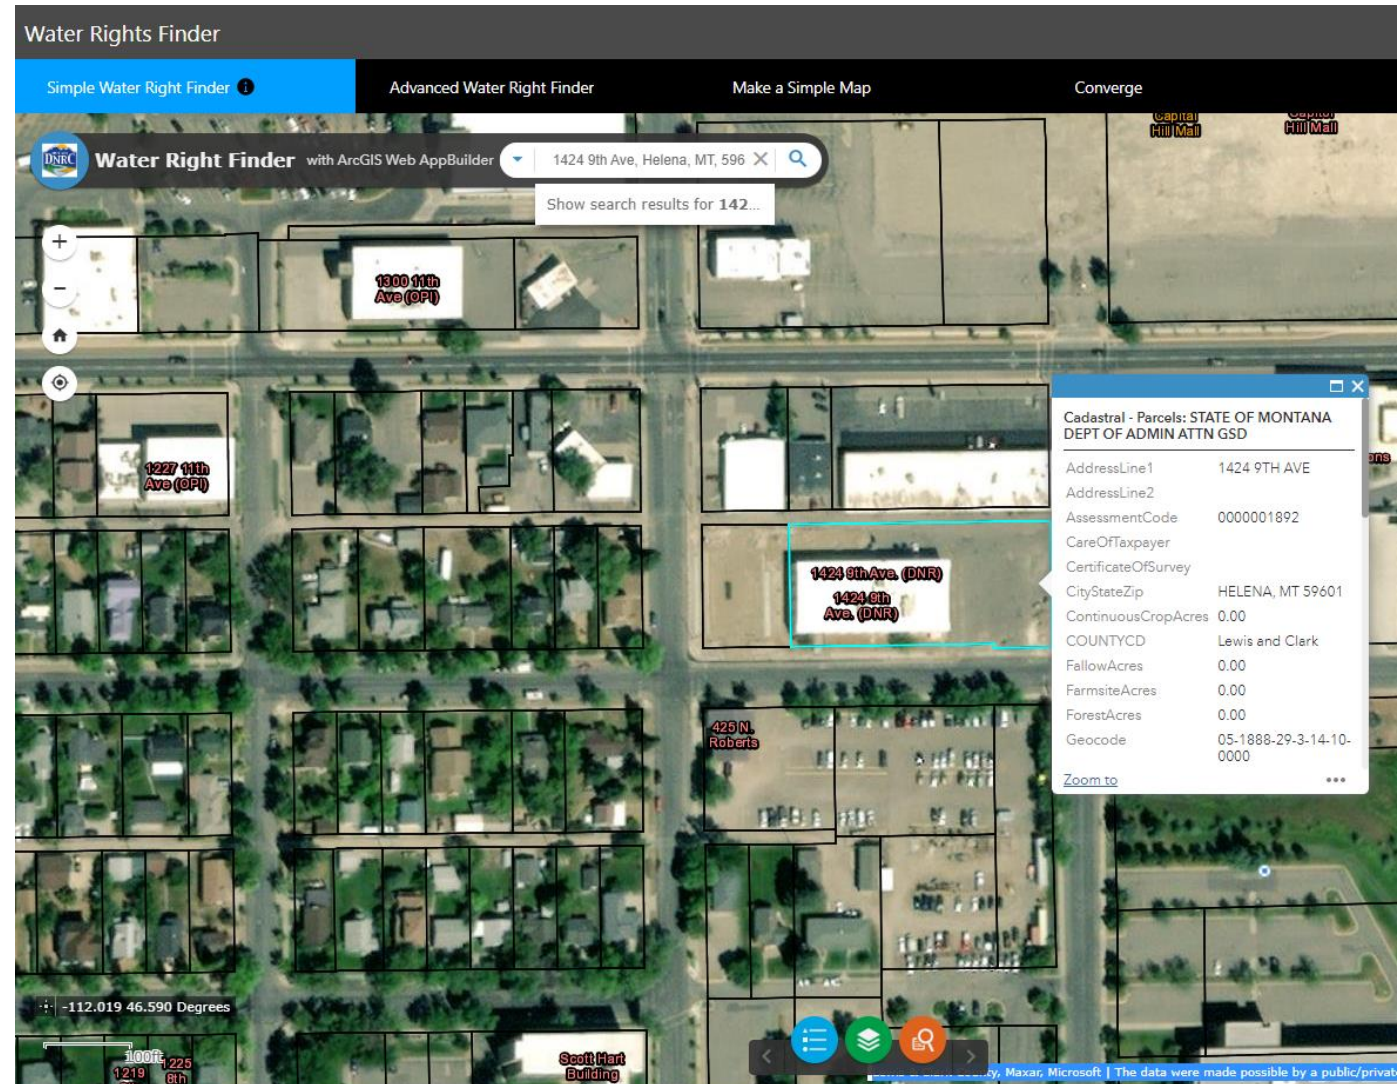 Water Rights Finder
Simple Water Right Finder
Advanced Water Right Finder
Make a Simple Map
Converge
Capital
Hill Mall
Capitol
Hill Mall
DNRC
Water Right Finder with ArcGIS Web AppBuilder
1424 9th Ave, Helena, MT, 596
Show search results for 142...
1300 11th
Ave (OPI)
1227 11th
Ave (OPI)
1424 9th Ave. (DNR)
1424 9th
Ave. (DNR)
425 N.
Roberts
Cadastral - Parcels: STATE OF MONTANA
DEPT OF ADMIN ATTN GSD
AddressLine1 1424 9TH AVE
AddressLine2
AssessmentCode 0000001892
CareOfTaxpayer
CertificateOfSurvey
CityStateZip HELENA, MT 59601
ContinuousCropAcres 0.00
COUNTYCD Lewis and Clark
FallowAcres 0.00
FarmsiteAcres 0.00
ForestAcres 0.00
Geocode 05-1888-29-3-14-10-
0000
Zoom to
-112.019 46.590 Degrees
100ft
1219
1225
8th
Scott Hart
Building
Maxar, Microsoft | The data were made possible by a public/privat